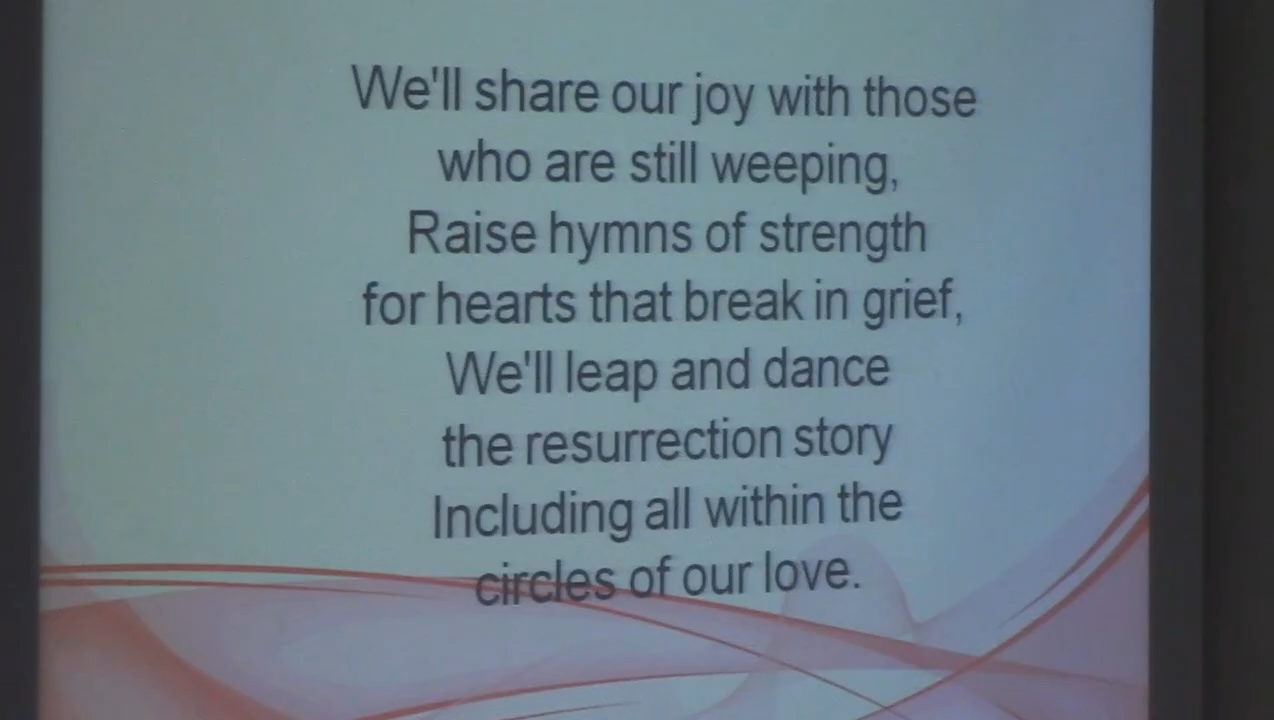 We'll share our joy with those
who are still weeping,
Raise hymns of strength
for hearts that break in grief,
We'll leap and dance
the resurrection story
Including all within the
circles of our love.